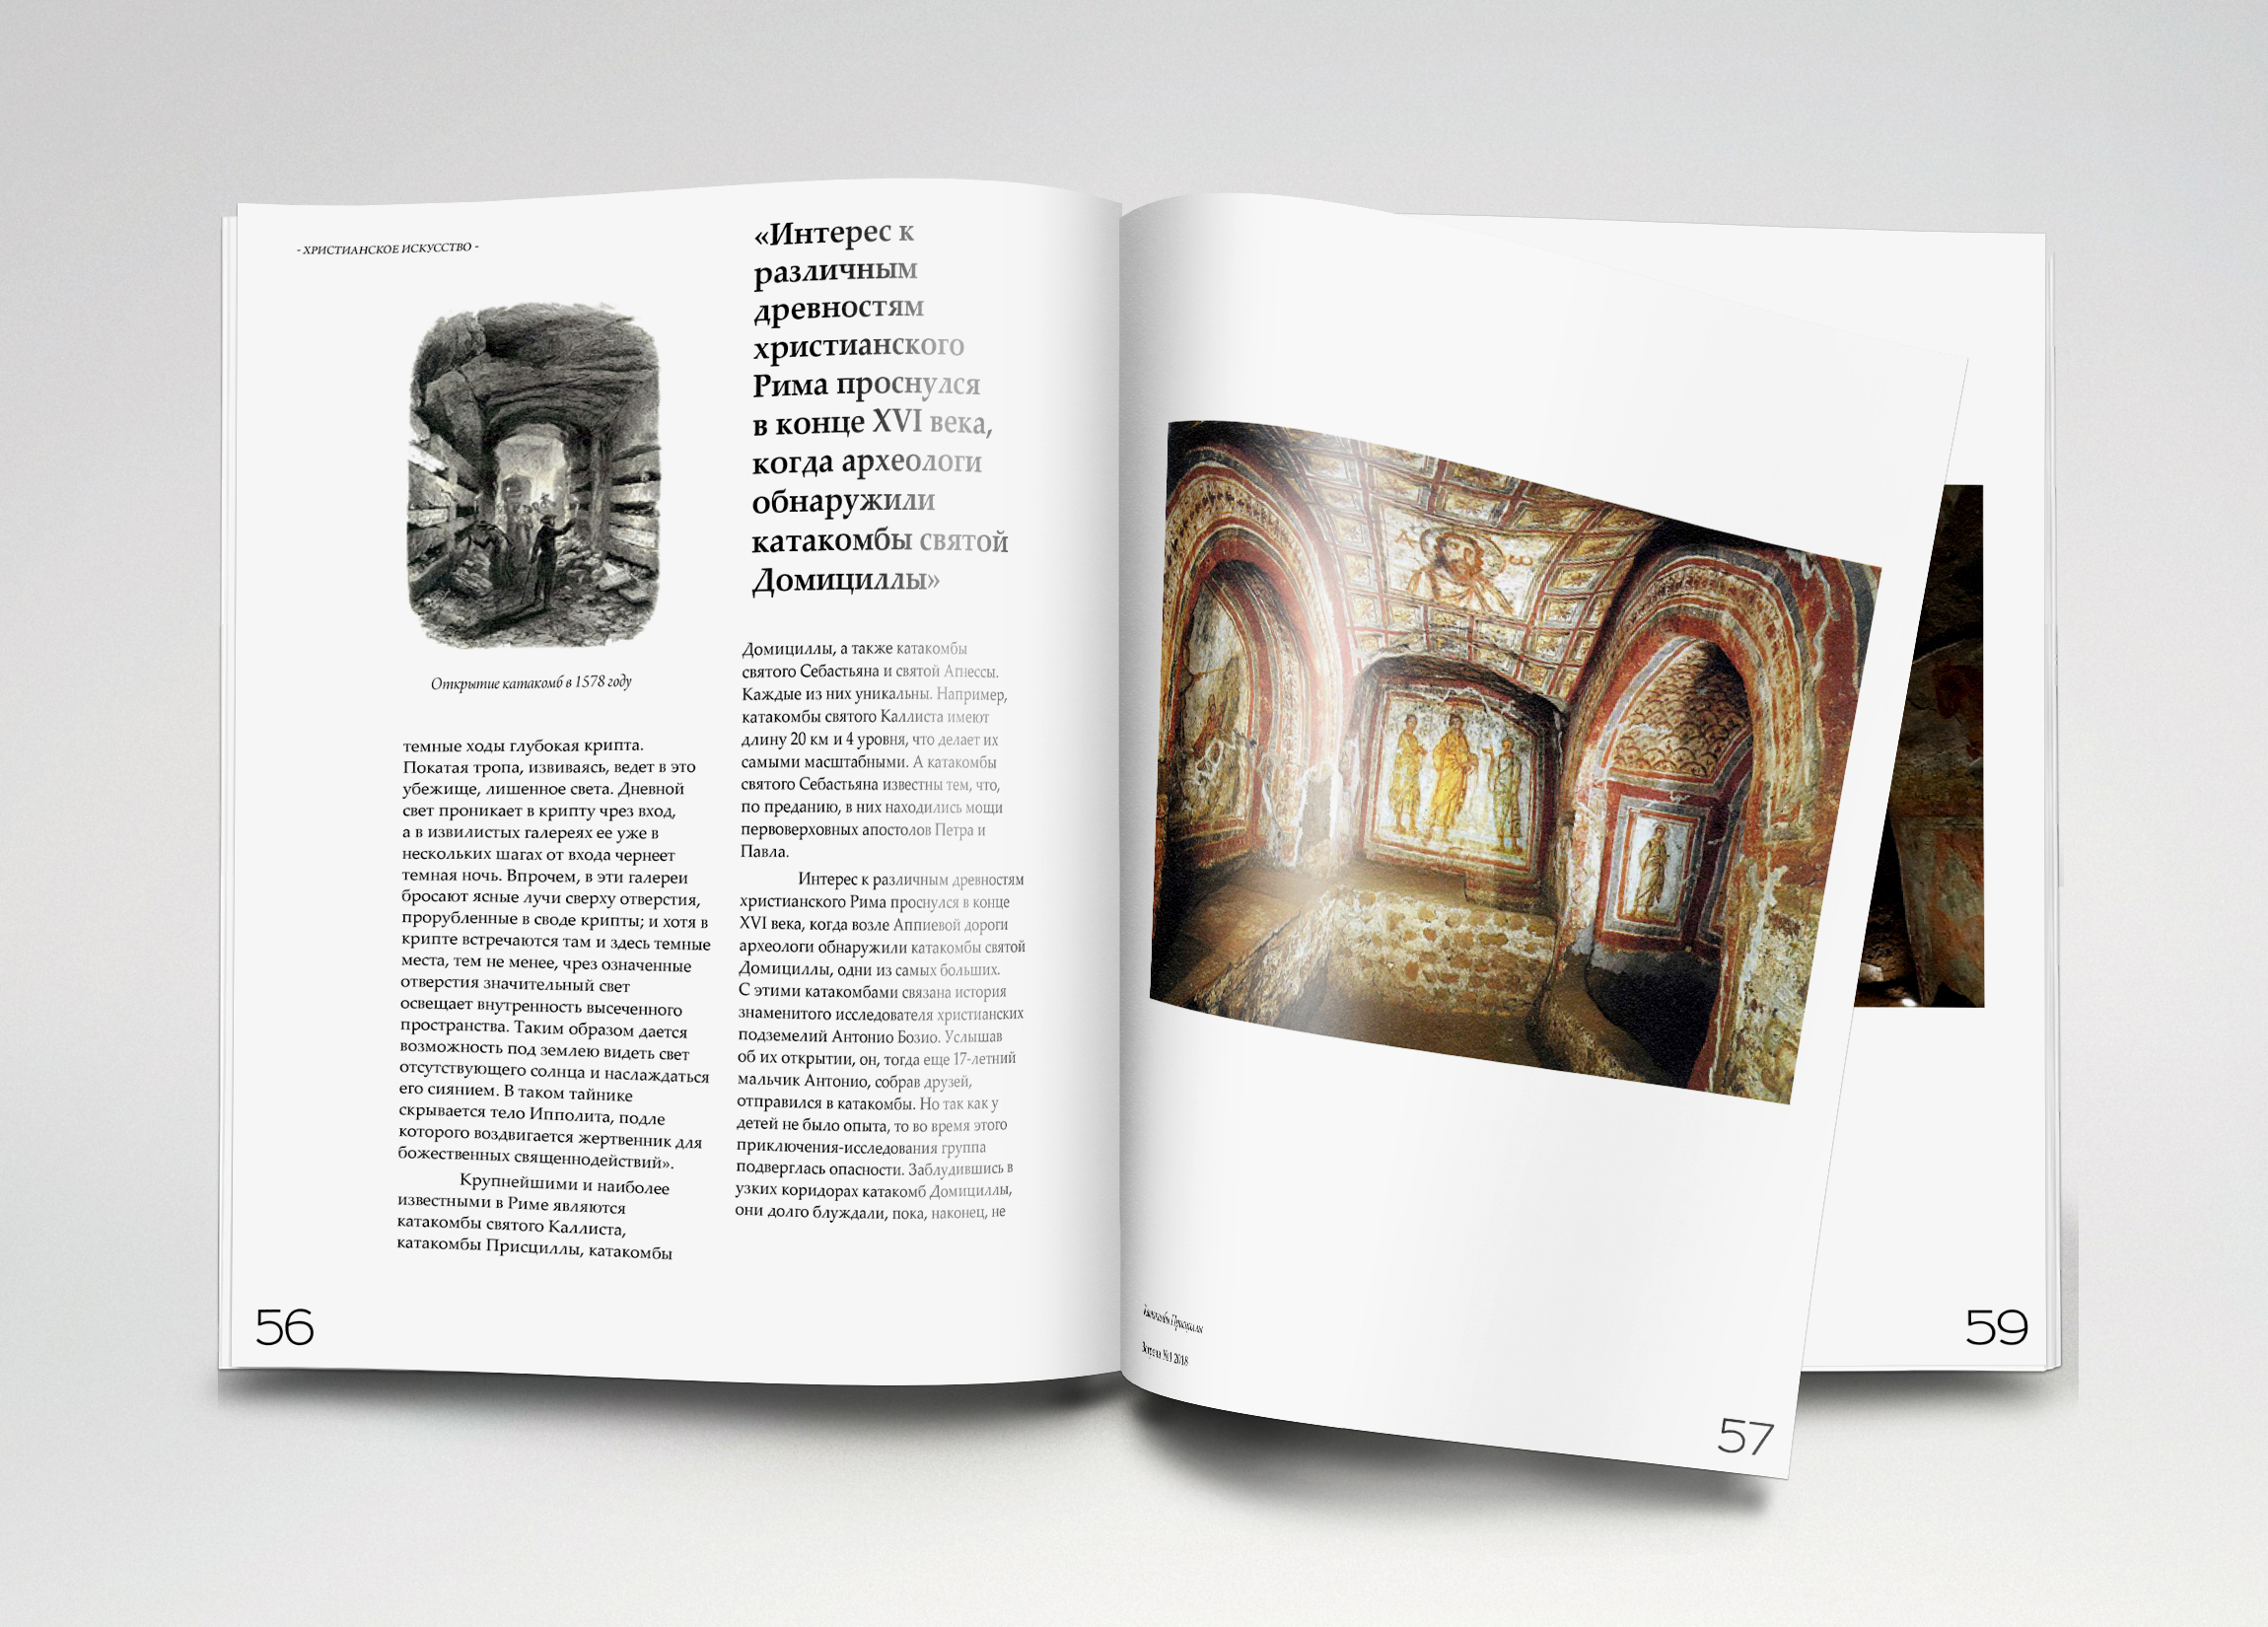 - ХРИСТИАНСКОЕ ИСКУССТВО -
Открытие катакомб в 1578 году
темные ходы глубокая крипта.
Покатая тропа, извиваясь, ведет в это
убежище, лишенное света. Дневной
свет проникает в крипту чрез вход,
а в извилистых галереях ее уже в
нескольких шагах от входа чернеет
темная ночь. Впрочем, в эти галереи
бросают ясные лучи сверху отверстия,
прорубленные в своде крипты; и хотя в
крипте встречаются там и здесь темные
места, тем не менее, чрез означенные
отверстия значительный свет
освещает внутренность высеченного
пространства. Таким образом дается
возможность под землею видеть свет
отсутствующего солнца и наслаждаться
его сиянием. В таком тайнике
скрывается тело Ипполита, подле
которого воздвигается жертвенник для
божественных священнодействий».
Крупнейшими и наиболее
известными в Риме являются
катакомбы святого Каллиста,
катакомбы Присциллы, катакомбы
«Интерес к
различным
древностям
христианского
Рима проснулся
в конце XVI века,
когда археологи
обнаружили
катакомбы святой
Домициллы»
Домициллы, а также катакомбы
святого Себастьяна и святой Агнессы.
Каждые из них уникальны. Например,
катакомбы святого Каллиста имеют
длину 20 км и 4 уровня, что делает их
самыми масштабными. А катакомбы
святого Себастьяна известны тем, что,
по преданию, в них находились мощи
первоверховных апостолов Петра и
Павла.
Интерес к различным древностям
христианского Рима проснулся в конце
XVI века, когда возле Аппиевой дороги
археологи обнаружили катакомбы святой
Домициллы, одни из самых больших.
С этими катакомбами связана история
знаменитого исследователя христианских
подземелий Антонио Бозио. Услышав
об их открытии, он, тогда еще 17-летний
мальчик Антонио, собрав друзей,
отправился в катакомбы. Но так как у
детей не было опыта, то во время этого
приключения-исследования группа
подверглась опасности. Заблудившись в
узких коридорах катакомб Домициллы,
они долго блуждали, пока, наконец, не
56
Α ω
Катакомбы Присциллы
Встреча №1 2018
57
59